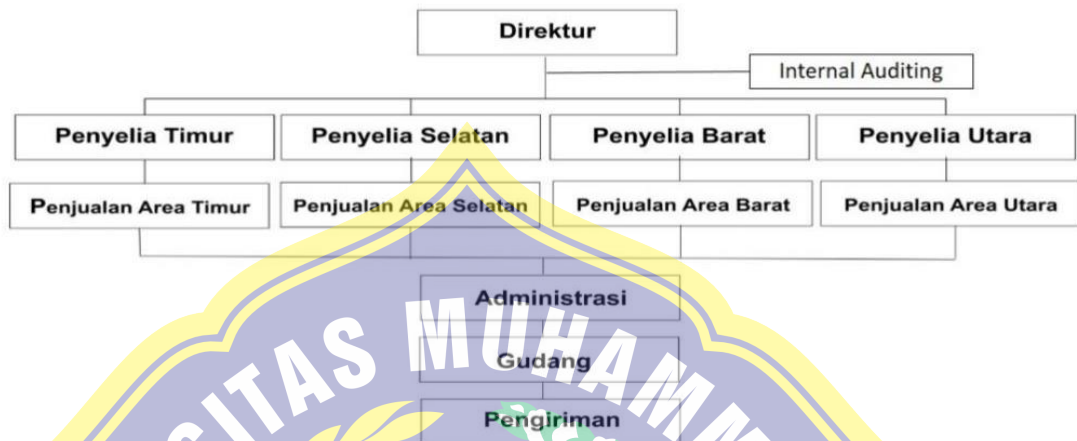 Direktur
Internal Auditing
Penyelia Timur
Penyelia Selatan
Penyelia Barat
Penyelia Utara
Penjualan Area Timur
Penjualan Area Selatan
Penjualan Area Barat
Penjualan Area Utara
Administrasi
Gudang
Pengiriman
SITAS MUHAMM